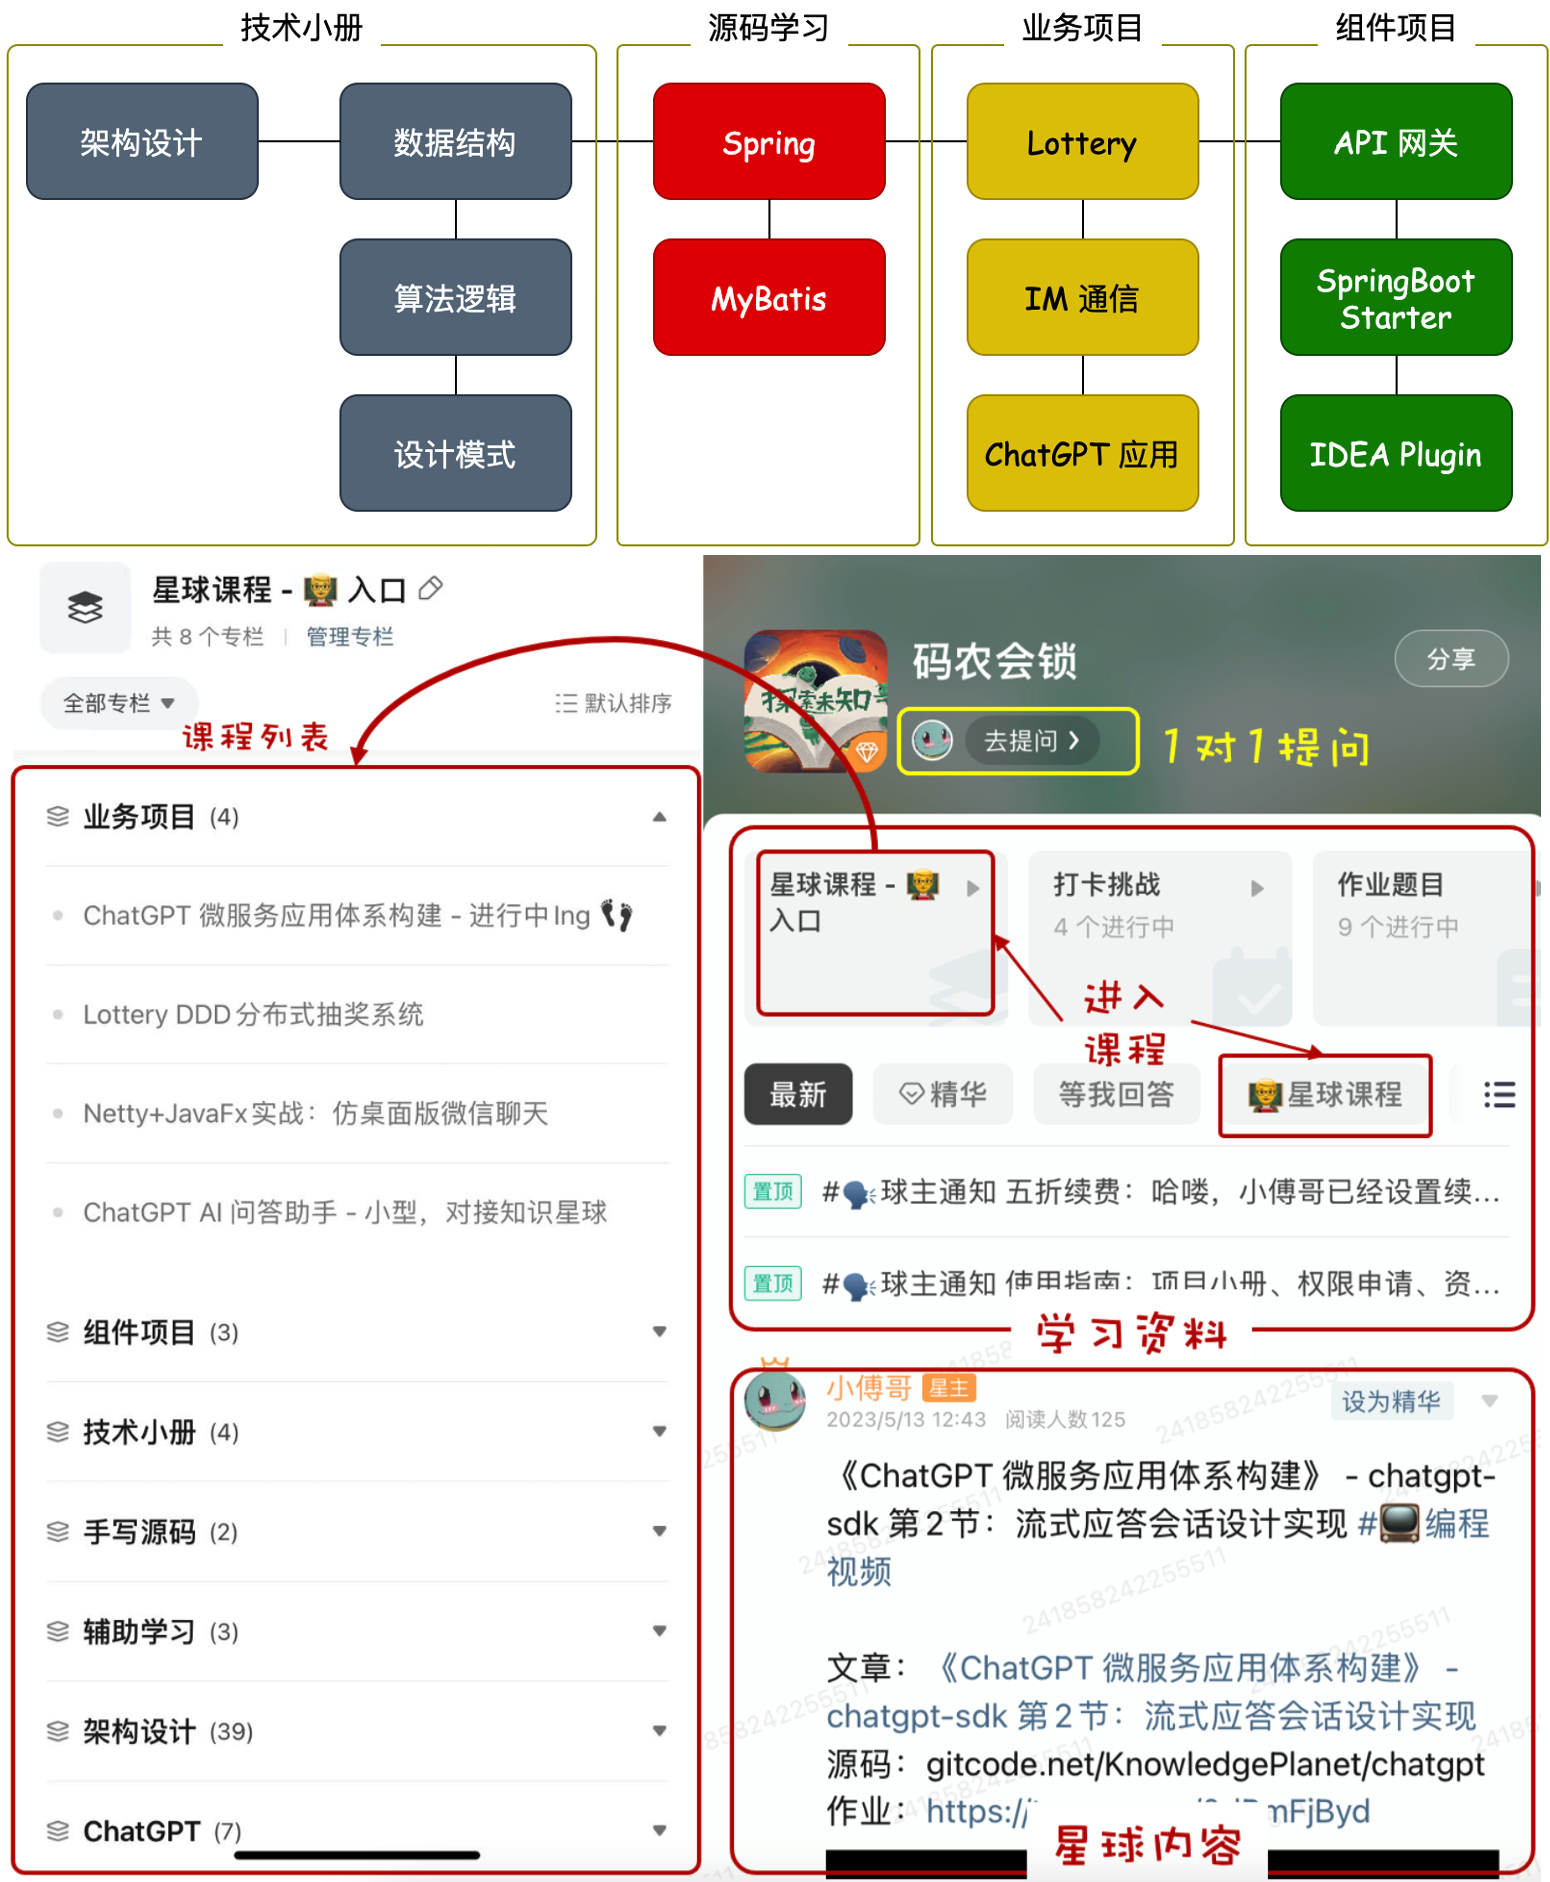 技术小册
源码学习
业务项目
组件项目
架构设计
数据结构
Spring
Lottery
API 网关
算法逻辑
MyBatis
IM 通信
SpringBoot
Starter
设计模式
ChatGPT 应用
IDEA Plugin
星球课程 - 入口
共 8 个专栏
管理专栏
全部专栏
默认排序
课程列表
业务项目 (4)
ChatGPT 微服务应用体系构建 - 进行中Ing
Lottery DDD分布式抽奖系统
Netty+JavaFx实战：仿桌面版微信聊天
ChatGPT AI 问答助手 - 小型，对接知识星球
组件项目 (3)
技术小册 (4)
手写源码 (2)
辅助学习 (3)
架构设计 (39)
ChatGPT (7)
探索未知
码农会锁
分享
去提问
1对1提问
星球课程 -
入口
打卡挑战
4 个进行中
作业题目
9 个进行中
进入
课程
最新
精华
等我回答
星球课程
置顶 #球主通知 五折续费：哈喽，小傅哥已经设置续...
置顶 #球主通知 使用指南：项目小册、权限申请、资...
学习资料
小傅哥 星主
2023/5/13 12:43 阅读人数125
设为精华
《ChatGPT 微服务应用体系构建》 - chatgpt-
sdk 第2节：流式应答会话设计实现 #编程
视频
文章：《ChatGPT 微服务应用体系构建》 -
chatgpt-sdk 第2节：流式应答会话设计实现
源码：gitcode.net/KnowledgePlanet/chatgpt
作业：https://
mFjByd
星球内容
241858242255511